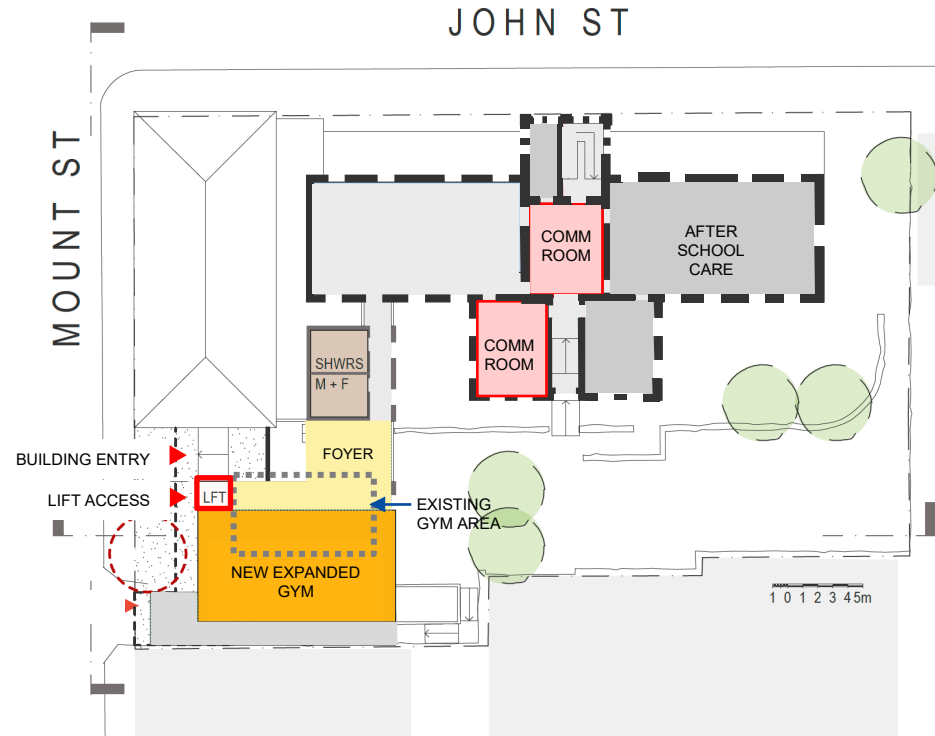 JOHN ST
MOUNT ST
COMM
ROOM
AFTER
SCHOOL
CARE
COMM
ROOM
SHWRS
M + F
FOYER
BUILDING ENTRY
LIFT ACCESS
LFT
EXISTING
GYM AREA
NEW EXPANDED
GYM
1 0 1 2 3 4 5m